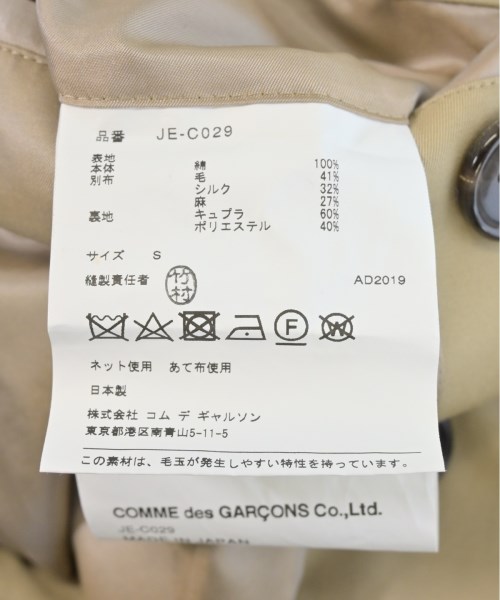 品番 JE-C029
表地
本体 綿 100%
別布 毛 41%
シルク 32%
麻 27%
裏地 キュプラ 60%
ポリエステル 40%
サイズ S
縫製責任者 竹村 AD2019
F W
ネット使用 あて布使用
日本製
株式会社 コム デ ギャルソン
東京都港区南青山5-11-5
この素材は、毛玉が発生しやすい特性を持っています。
COMME des GARÇONS Co.,Ltd.
JE-C029
MADE IN JAPAN